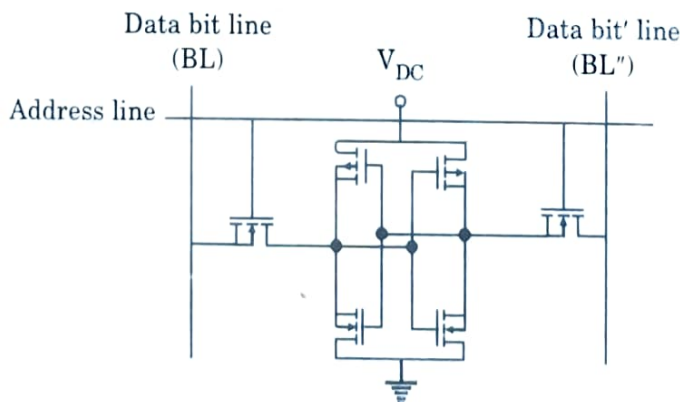 Data bit line
(BL)
Data bit′ line
(BL″)
V_DC
Address line